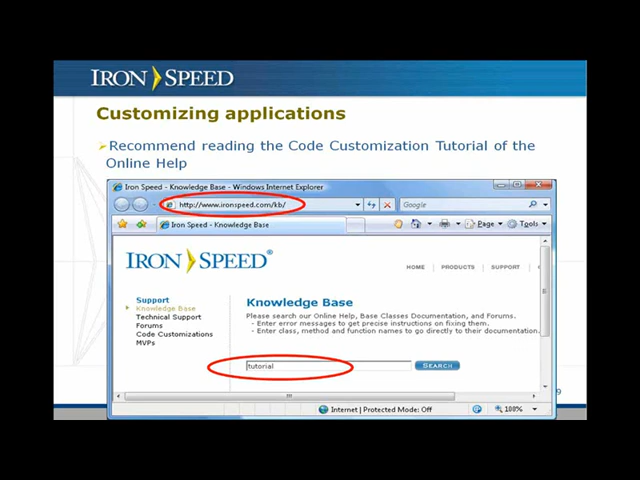 IRON SPEED
Customizing applications
Recommend reading the Code Customization Tutorial of the
Online Help
Iron Speed - Knowledge Base - Windows Internet Explorer
http://www.ironspeed.com/kb/
Google
Iron Speed - Knowledge Base
Page
Tools
IRON SPEED®
HOME PRODUCTS SUPPORT
Support
Knowledge Base
Technical Support
Forums
Code Customizations
MVPs
Knowledge Base
Please search our Online Help, Base Classes Documentation, and Forums.
- Enter error messages to get precise instructions on fixing them.
- Enter class, method and function names to go directly to their documentation.
tutorial
SEARCH
Internet | Protected Mode: Off
100%
9